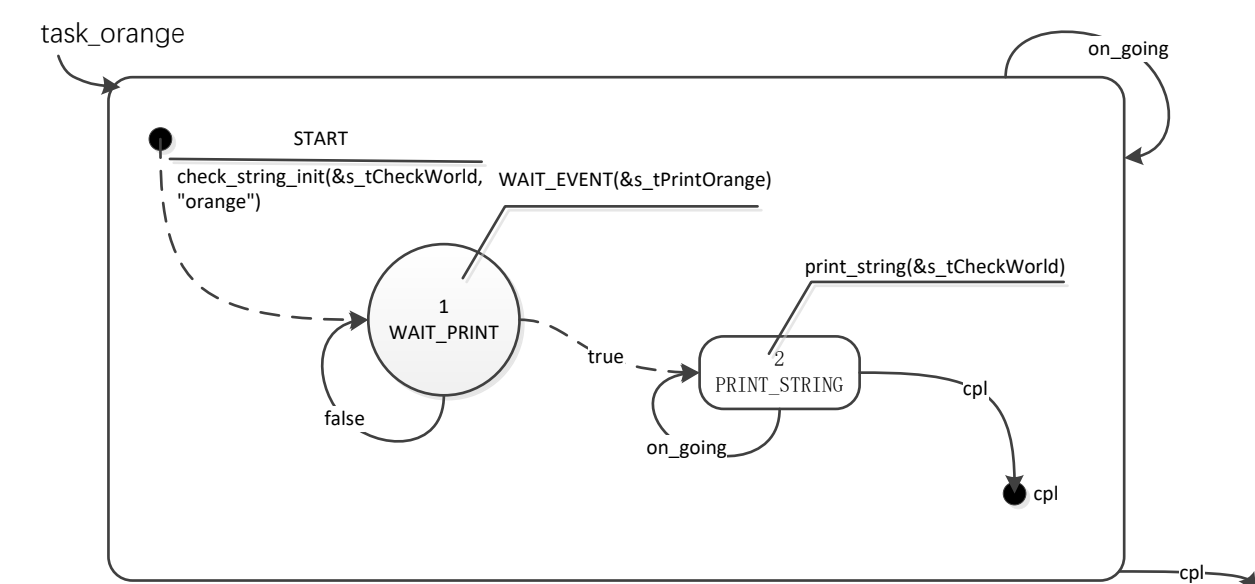 task_orange
on_going
START
check_string_init(&s_tCheckWorld,
"orange")
WAIT_EVENT(&s_tPrintOrange)
print_string(&s_tCheckWorld)
1
WAIT_PRINT
true
2
PRINT_STRING
cpl
false
on_going
cpl
cpl